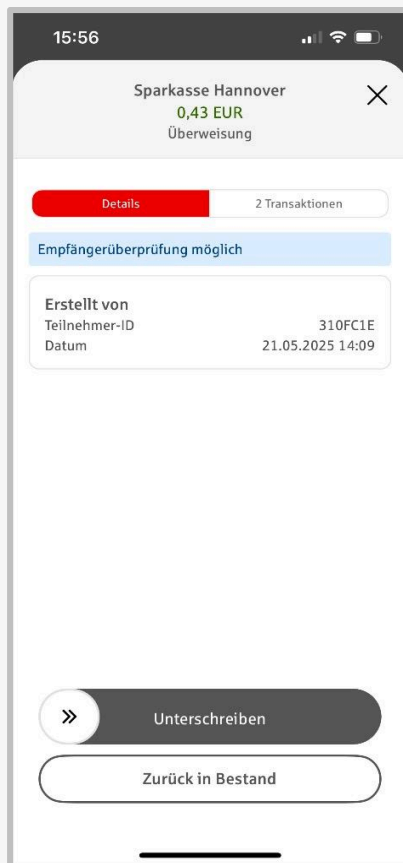 15:56
Sparkasse Hannover
0,43 EUR
Überweisung
Details
2 Transaktionen
Empfängerüberprüfung möglich
Erstellt von
Teilnehmer-ID 310FC1E
Datum 21.05.2025 14:09
Unterschreiben
Zurück in Bestand